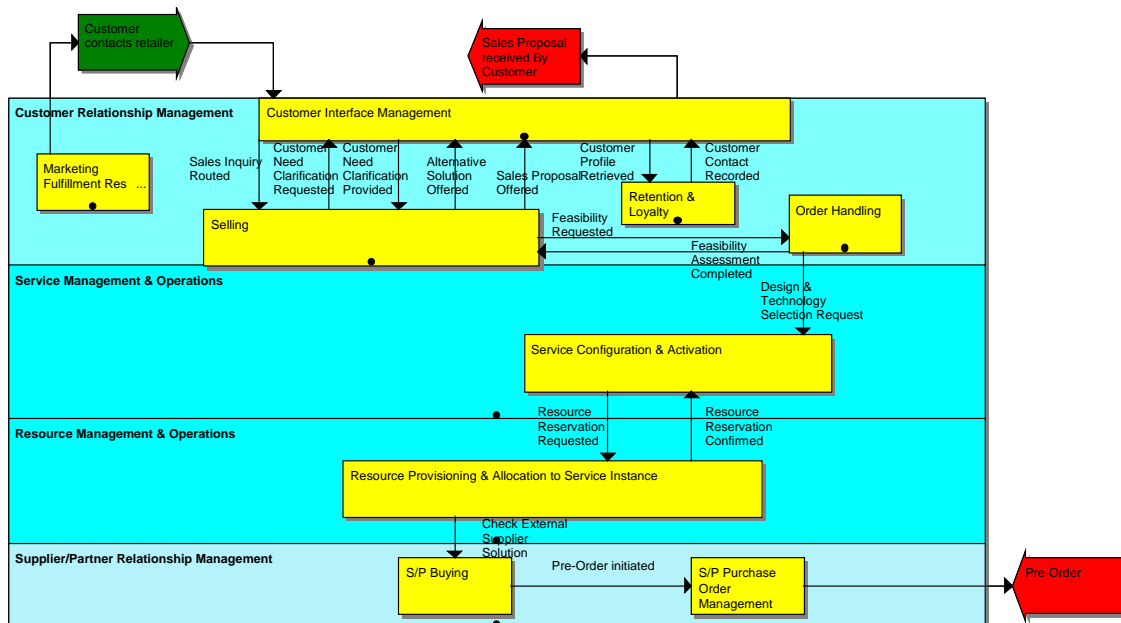 Customer
contacts retailer
Sales Proposal
received By
Customer
Customer Relationship Management
Customer Interface Management
Marketing
Fulfillment Res ...
Sales Inquiry
Routed
Customer
Need
Clarification
Requested
Customer
Need
Clarification
Provided
Alternative
Solution
Offered
Sales Proposal
Offered
Customer
Profile
Retrieved
Customer
Contact
Recorded
Retention &
Loyalty
Order Handling
Selling
Feasibility
Requested
Feasibility
Assessment
Completed
Service Management & Operations
Design &
Technology
Selection Request
Service Configuration & Activation
Resource
Reservation
Requested
Resource
Reservation
Confirmed
Resource Management & Operations
Resource Provisioning & Allocation to Service Instance
Check External
Supplier
Solution
Supplier/Partner Relationship Management
S/P Buying
Pre-Order initiated
S/P Purchase
Order
Management
Pre-Order